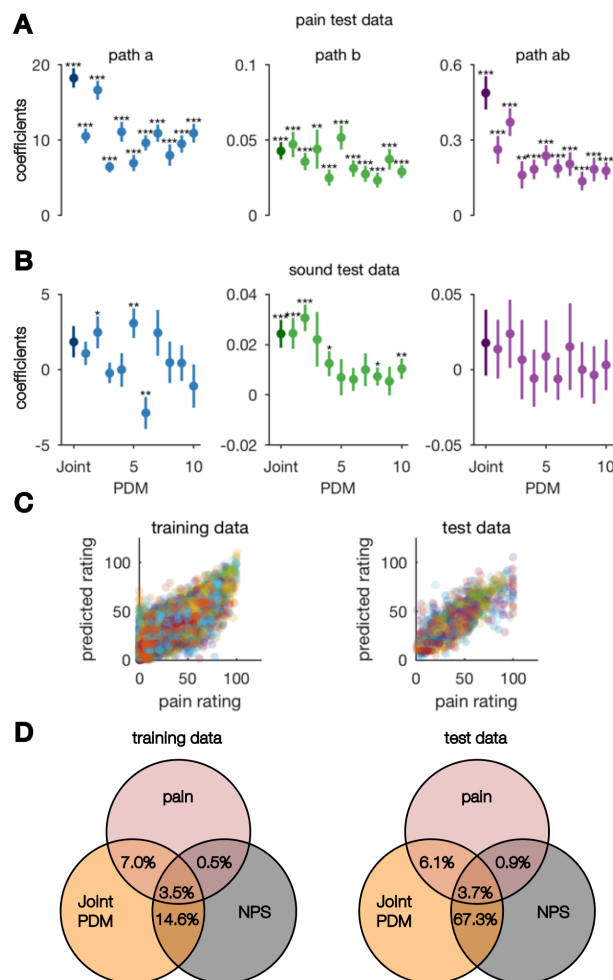 A
pain test data
path a
path b
path ab
coefficients
20
10
0
0.1
0.05
0
0.6
0.3
0
*** *** *** *** *** *** *** *** *** *** ***
*** *** *** ** *** *** *** *** *** *** ***
*** *** *** *** *** *** *** *** *** *** ***
B
sound test data
coefficients
5
0
-5
0.04
0.02
0
-0.02
0.05
0
-0.05
* ** **
*** *** *** * * **
Joint 5 10
Joint 5 10
Joint 5 10
PDM
PDM
PDM
C
training data
test data
predicted rating
100
50
0
0 50 100
pain rating
predicted rating
100
50
0
0 50 100
pain rating
D
training data
test data
pain
7.0%
0.5%
3.5%
Joint
PDM
14.6%
NPS
pain
6.1%
0.9%
3.7%
Joint
PDM
67.3%
NPS